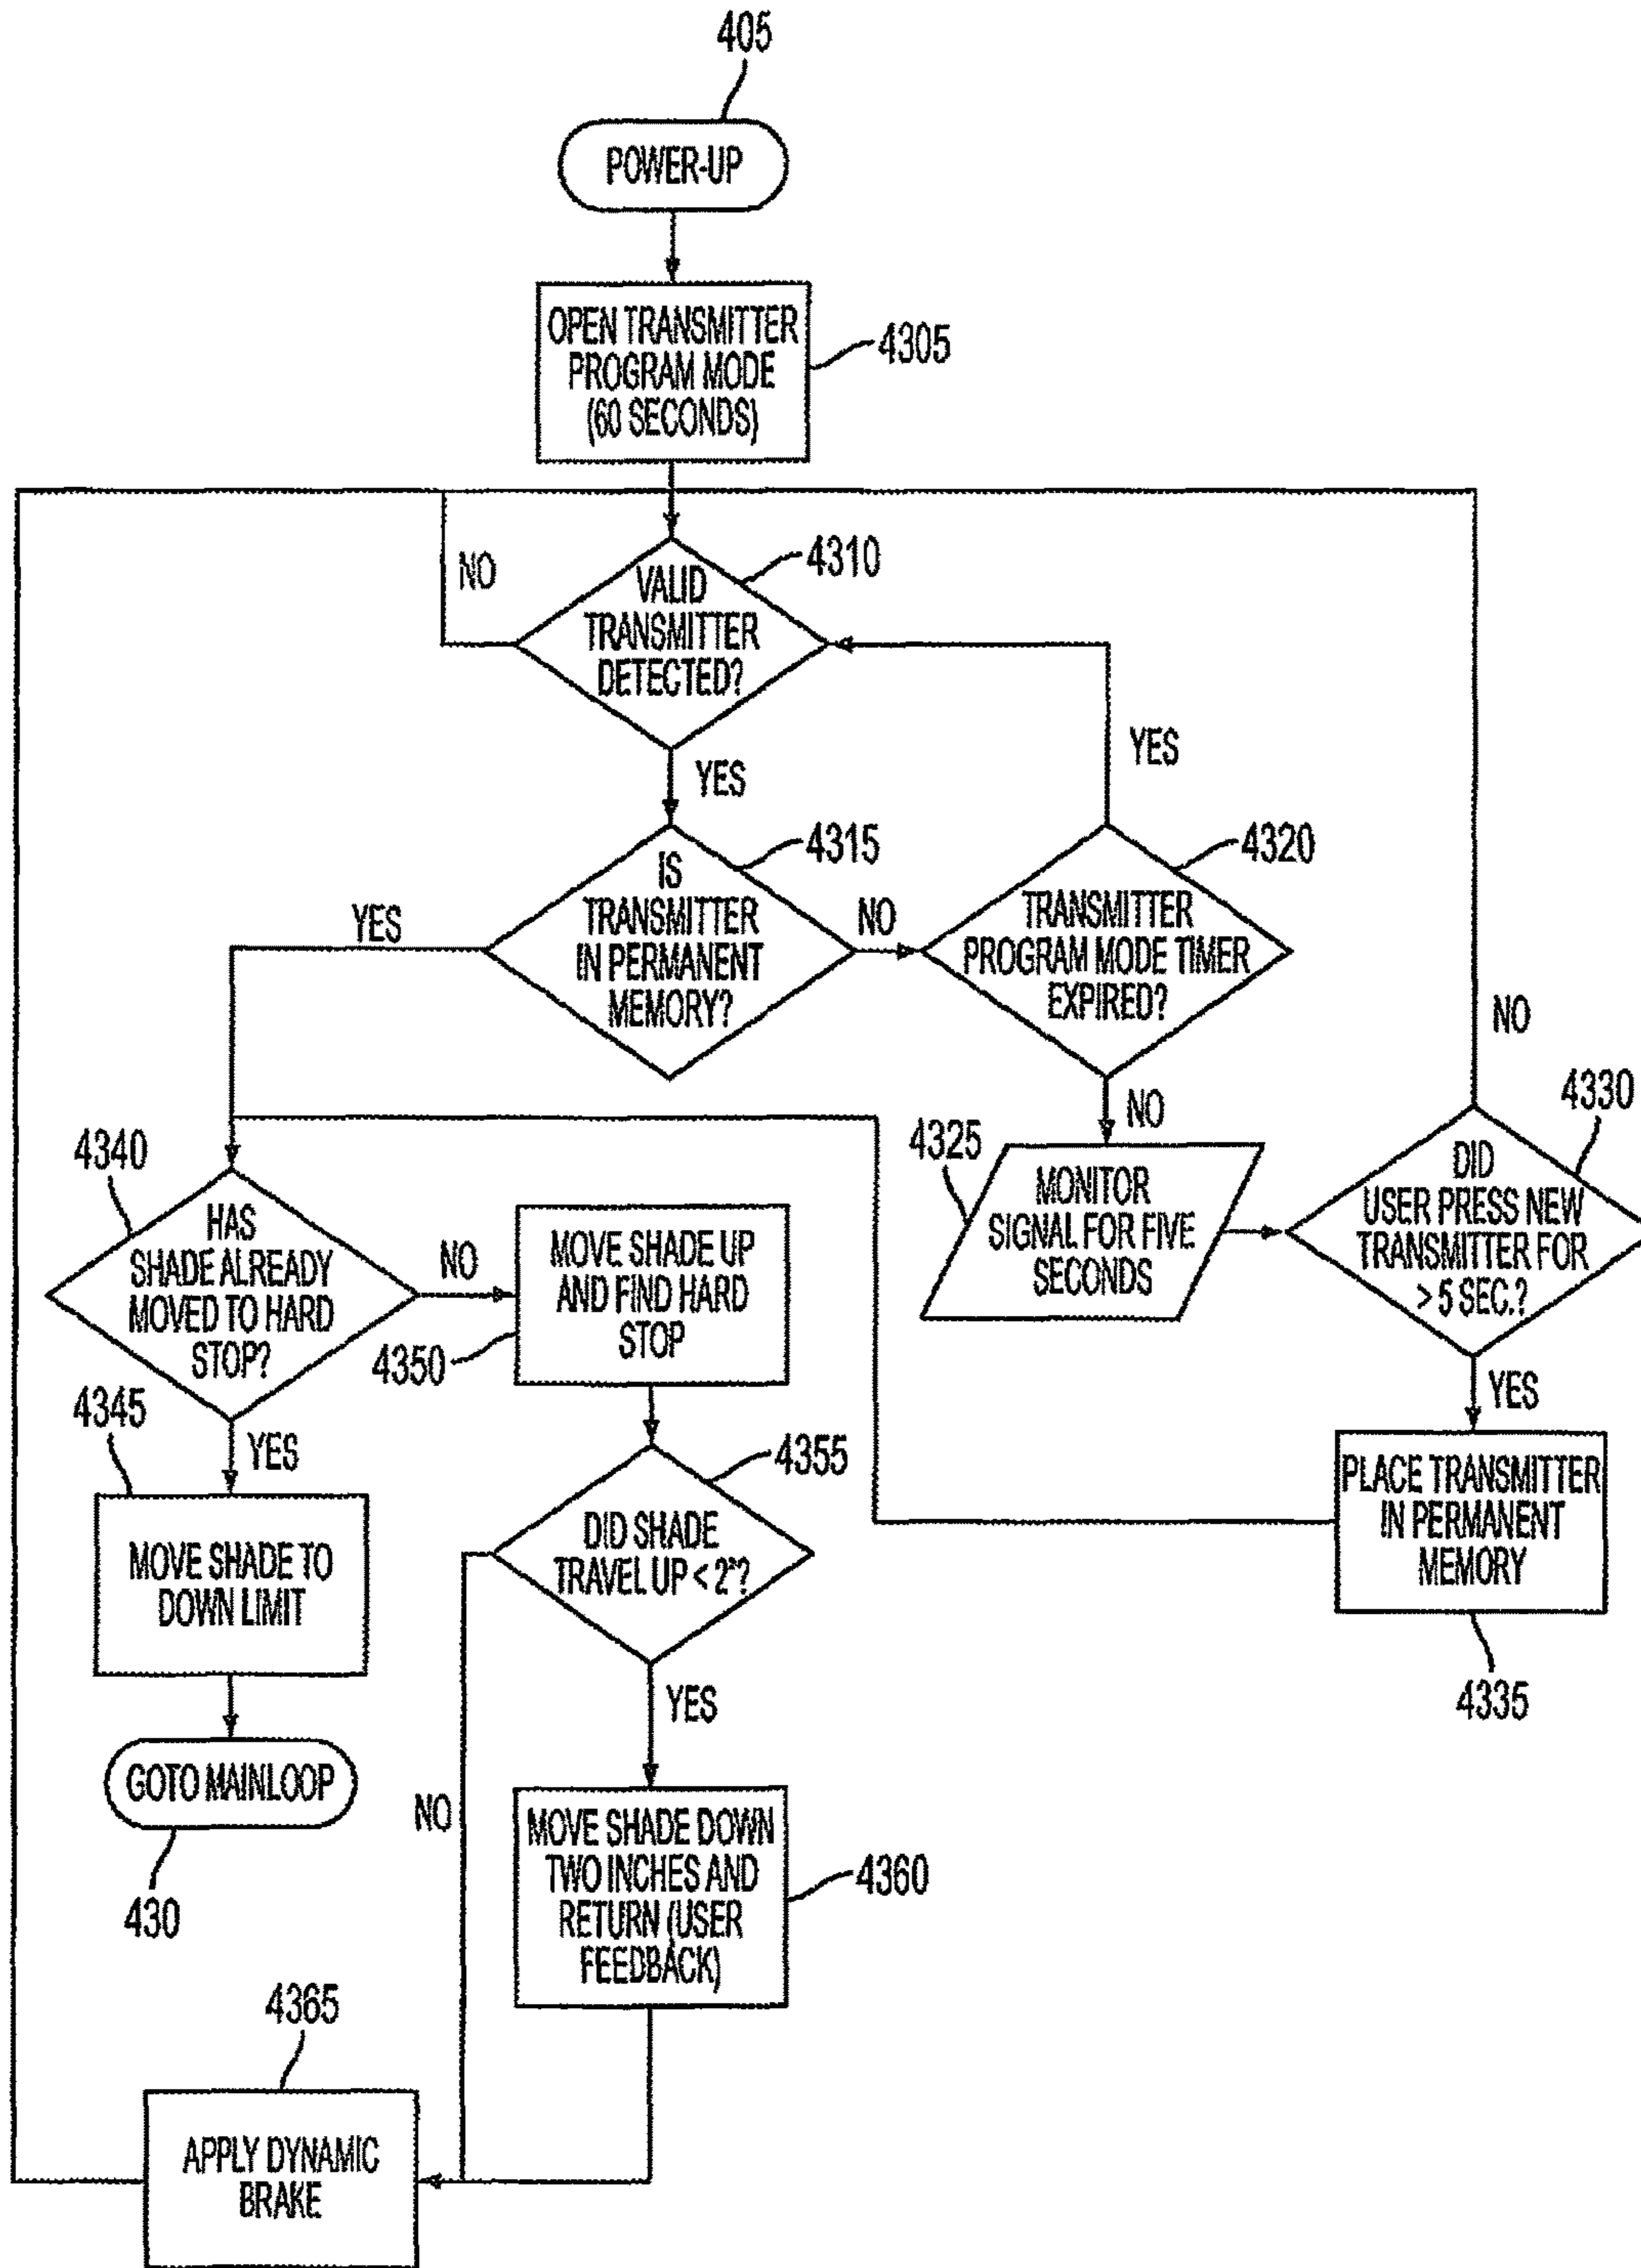 405
POWER-UP
OPEN TRANSMITTER
PROGRAM MODE
(60 SECONDS)
4305
NO
VALID
TRANSMITTER
DETECTED?
4310
YES
YES
IS
TRANSMITTER
IN PERMANENT
MEMORY?
4315
YES
NO
TRANSMITTER
PROGRAM MODE TIMER
EXPIRED?
4320
NO
NO
4325
MONITOR
SIGNAL FOR FIVE
SECONDS
4330
DID
USER PRESS NEW
TRANSMITTER FOR
> 5 SEC.?
YES
PLACE TRANSMITTER
IN PERMANENT
MEMORY
4335
4340
HAS
SHADE ALREADY
MOVED TO HARD
STOP?
NO
MOVE SHADE UP
AND FIND HARD
STOP
4350
4345
YES
MOVE SHADE TO
DOWN LIMIT
GOTO MAINLOOP
430
4355
DID SHADE
TRAVEL UP < 2"?
YES
NO
MOVE SHADE DOWN
TWO INCHES AND
RETURN (USER
FEEDBACK)
4360
4365
APPLY DYNAMIC
BRAKE